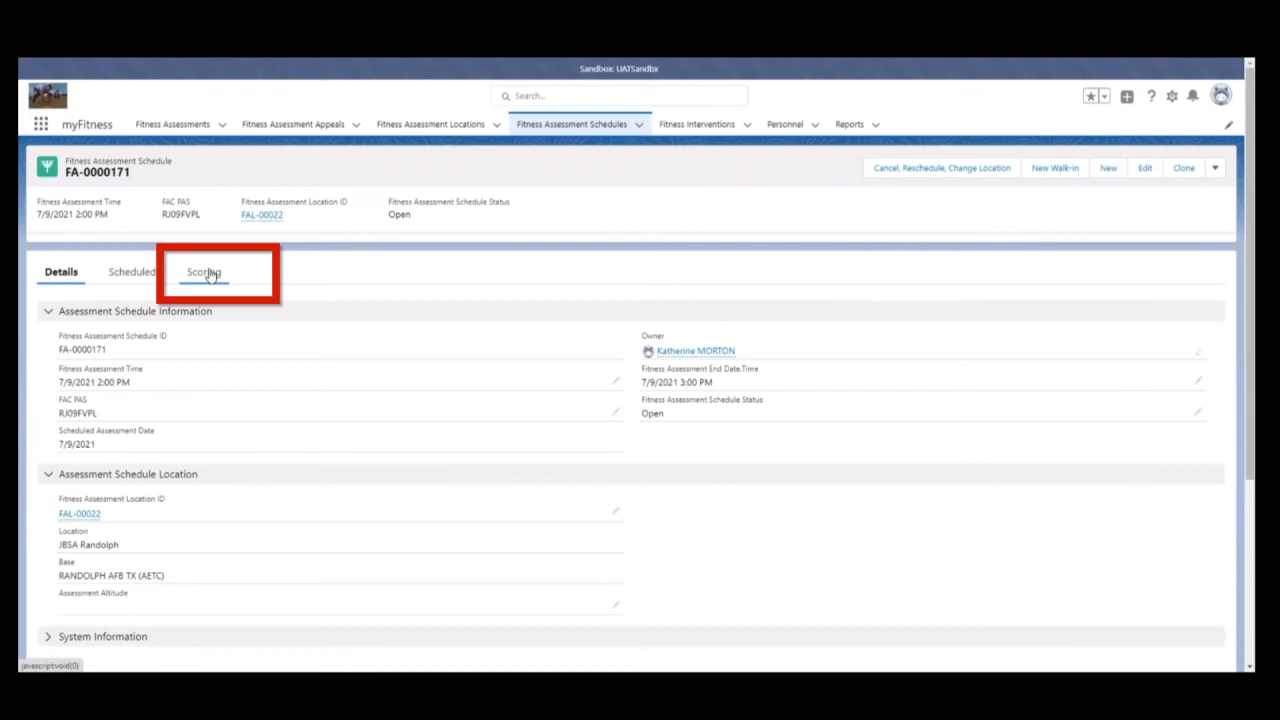 Sandbox: UATSandbx
Search...
myFitness Fitness Assessments Fitness Assessment Appeals Fitness Assessment Locations Fitness Assessment Schedules Fitness Interventions Personnel Reports
Fitness Assessment Schedule
FA-0000171
Cancel, Reschedule, Change Location New Walk-in New Edit Clone
Fitness Assessment Time FAC PAS Fitness Assessment Location ID Fitness Assessment Schedule Status
7/9/2021 2:00 PM RJ09FVPL FAL-00022 Open
Details Scheduled Scoring
Assessment Schedule Information
Fitness Assessment Schedule ID Owner
FA-0000171 Katherine MORTON
Fitness Assessment Time Fitness Assessment End Date.Time
7/9/2021 2:00 PM 7/9/2021 3:00 PM
FAC PAS Fitness Assessment Schedule Status
RJ09FVPL Open
Scheduled Assessment Date
7/9/2021
Assessment Schedule Location
Fitness Assessment Location ID
FAL-00022
Location
JBSA Randolph
Base
RANDOLPH AFB TX (AETC)
Assessment Altitude
System Information
javascript:void(0)